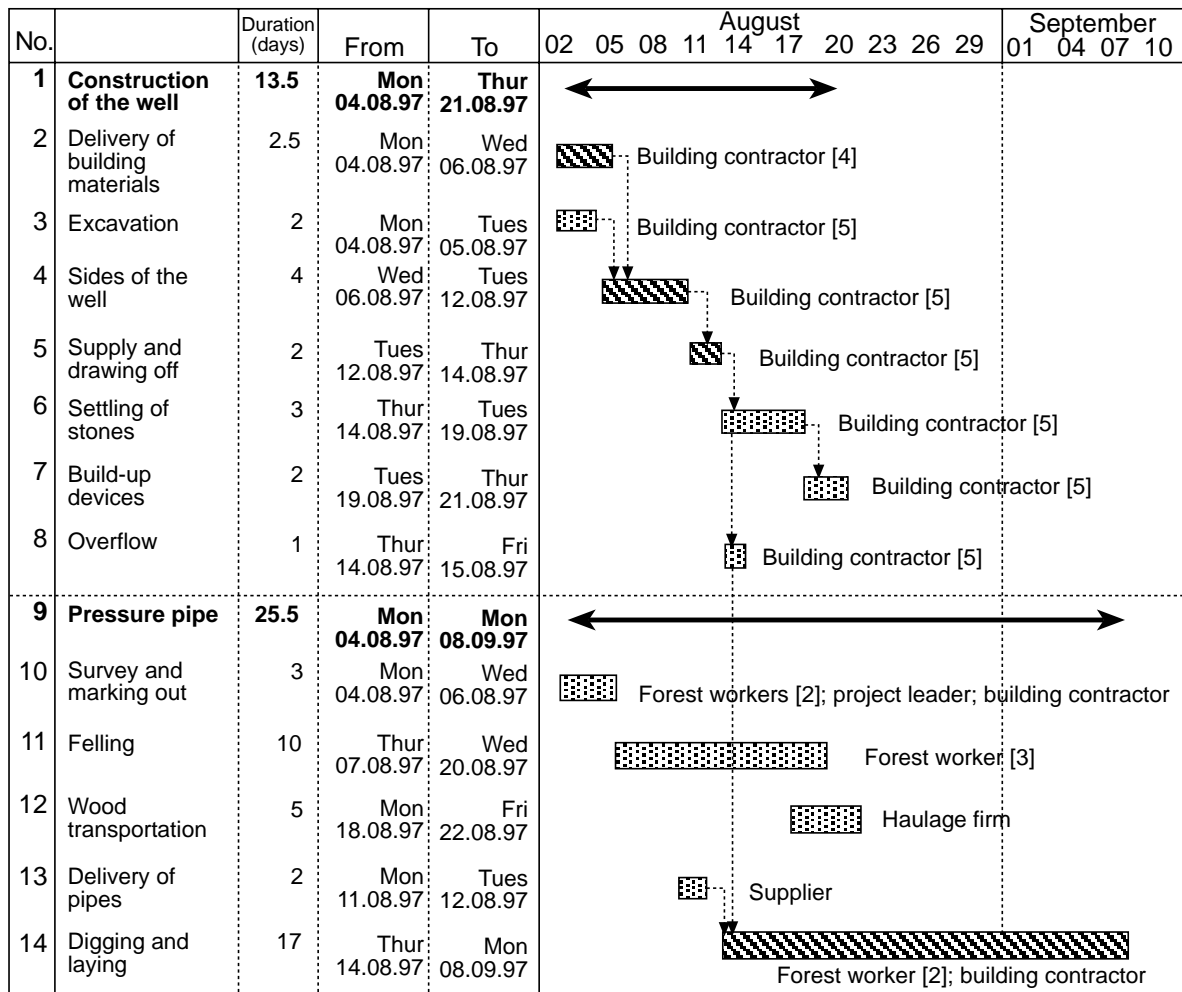 No. Duration (days) From To August September
02 05 08 11 14 17 20 23 26 29 01 04 07 10
1 Construction 13.5 Mon Thur
of the well 04.08.97 21.08.97
2 Delivery of 2.5 Mon Wed
building 04.08.97 06.08.97 Building contractor [4]
materials
3 Excavation 2 Mon Tues Building contractor [5]
04.08.97 05.08.97
4 Sides of the 4 Wed Tues
well 06.08.97 12.08.97 Building contractor [5]
5 Supply and 2 Tues Thur
drawing off 12.08.97 14.08.97 Building contractor [5]
6 Settling of 3 Thur Tues
stones 14.08.97 19.08.97 Building contractor [5]
7 Build-up 2 Tues Thur
devices 19.08.97 21.08.97 Building contractor [5]
8 Overflow 1 Thur Fri
14.08.97 15.08.97 Building contractor [5]
9 Pressure pipe 25.5 Mon Mon
04.08.97 08.09.97
10 Survey and 3 Mon Wed
marking out 04.08.97 06.08.97 Forest workers [2]; project leader; building contractor
11 Felling 10 Thur Wed
07.08.97 20.08.97 Forest worker [3]
12 Wood 5 Mon Fri
transportation 18.08.97 22.08.97 Haulage firm
13 Delivery of 2 Mon Tues
pipes 11.08.97 12.08.97 Supplier
14 Digging and 17 Thur Mon
laying 14.08.97 08.09.97
Forest worker [2]; building contractor